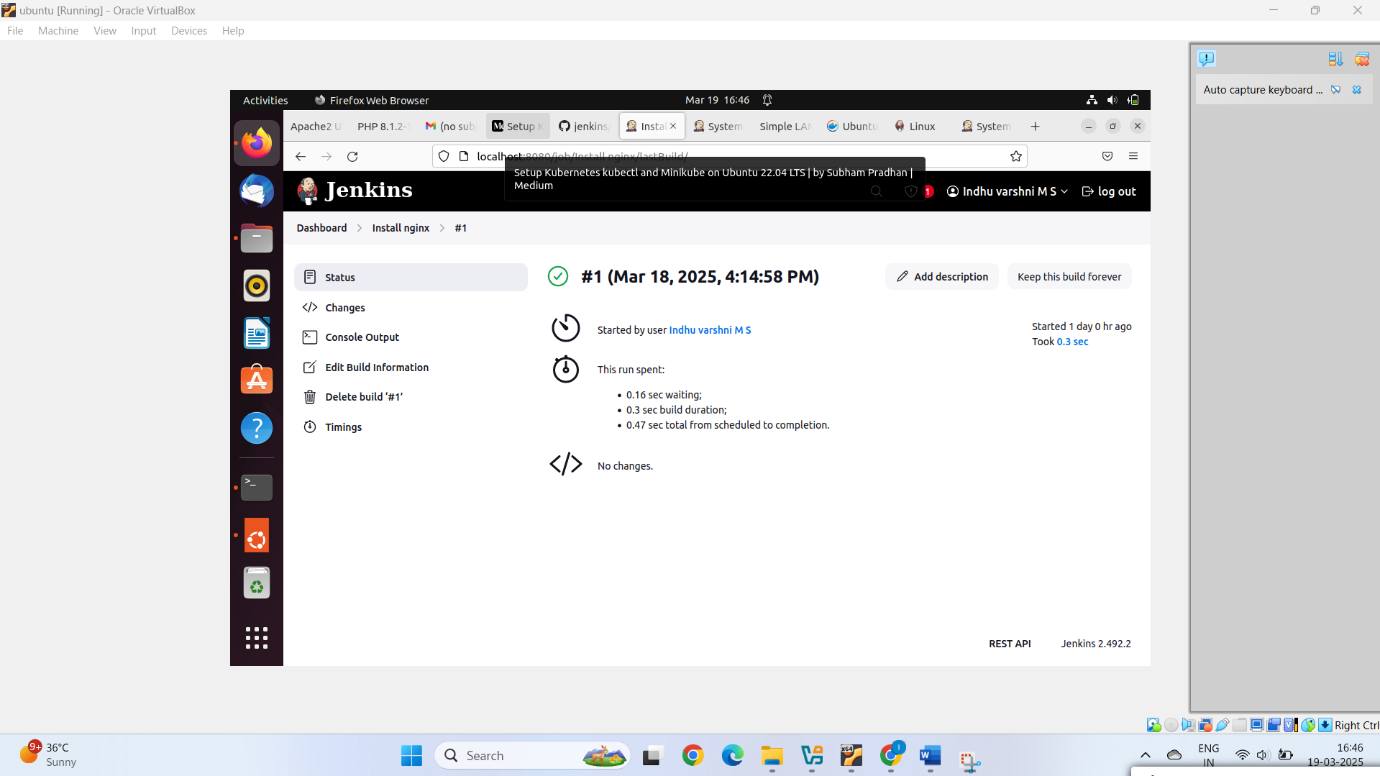 ubuntu [Running] - Oracle VirtualBox
File Machine View Input Devices Help
Auto capture keyboard ...
Activities Firefox Web Browser Mar 19 16:46
Apache2 U PHP 8.1.2- (no sub Setup K jenkins, Instal System Simple LA Ubuntu Linux System
localhost:8080/job/Install nginx/lastBuild/
Setup Kubernetes kubectl and Minikube on Ubuntu 22.04 LTS | by Subham Pradhan |
Medium
Jenkins 1 Indhu varshni M S log out
Dashboard Install nginx #1
Status
Changes
Console Output
Edit Build Information
Delete build ‘#1’
Timings
#1 (Mar 18, 2025, 4:14:58 PM)
Add description Keep this build forever
Started by user Indhu varshni M S
Started 1 day 0 hr ago
Took 0.3 sec
This run spent:
• 0.16 sec waiting;
• 0.3 sec build duration;
• 0.47 sec total from scheduled to completion.
No changes.
REST API Jenkins 2.492.2
Right Ctrl
9+ 36°C
Sunny
Search
ENG
IN
16:46
19-03-2025